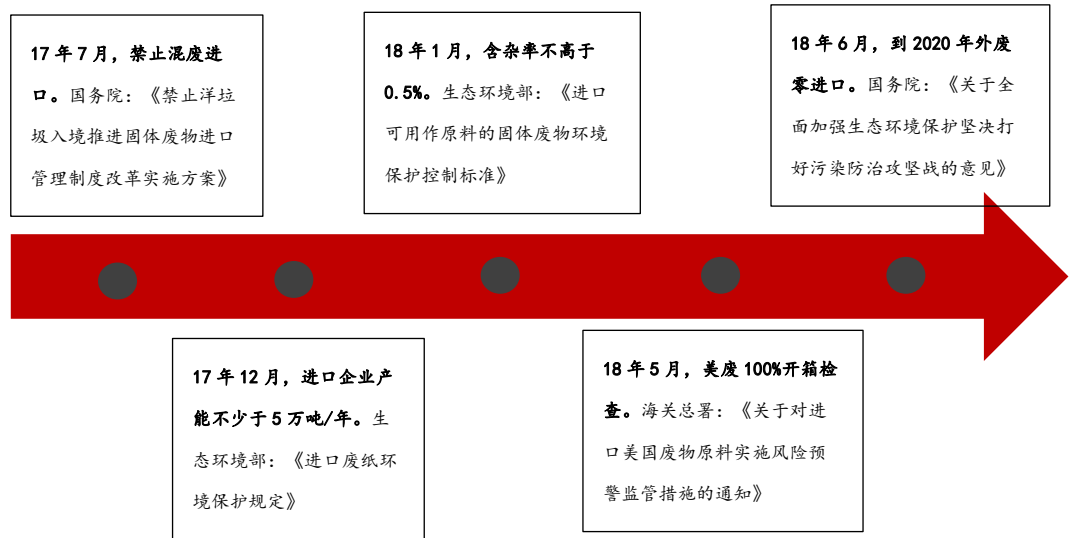 17 年 7 月，禁止混废进
口。国务院：《禁止洋垃
圾入境推进固体废物进口
管理制度改革实施方案》
17 年 12 月，进口企业产
能不少于 5 万吨/年。生
态环境部：《进口废纸环
境保护规定》
18 年 1 月，含杂率不高于
0.5%。生态环境部：《进口
可用作原料的固体废物环境
保护控制标准》
18 年 5 月，美废 100%开箱检
查。海关总署：《关于对进
口美国废物原料实施风险预
警监管措施的通知》
18 年 6 月，到 2020 年外废
零进口。国务院：《关于全
面加强生态环境保护坚决打
好污染防治攻坚战的意见》